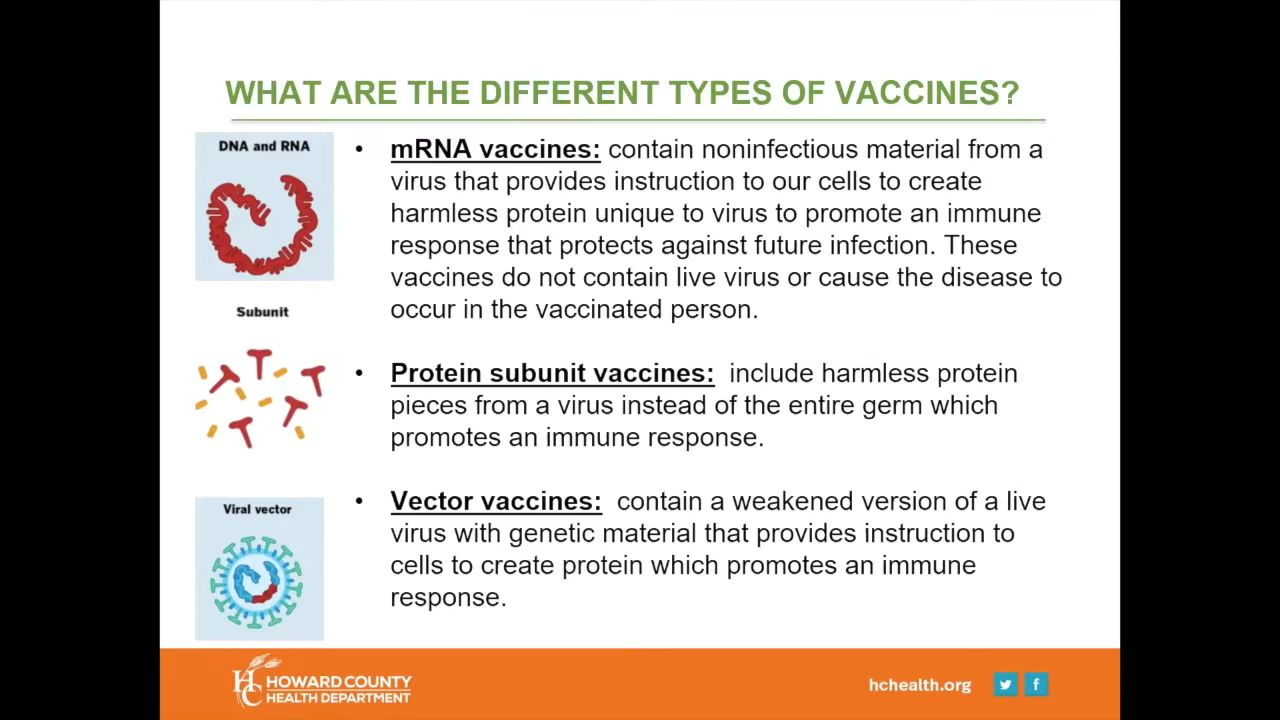 WHAT ARE THE DIFFERENT TYPES OF VACCINES?
DNA and RNA
• mRNA vaccines: contain noninfectious material from a
virus that provides instruction to our cells to create
harmless protein unique to virus to promote an immune
response that protects against future infection. These
vaccines do not contain live virus or cause the disease to
occur in the vaccinated person.
Subunit
• Protein subunit vaccines: include harmless protein
pieces from a virus instead of the entire germ which
promotes an immune response.
Viral vector
• Vector vaccines: contain a weakened version of a live
virus with genetic material that provides instruction to
cells to create protein which promotes an immune
response.
HC
HOWARD COUNTY
HEALTH DEPARTMENT
hchealth.org